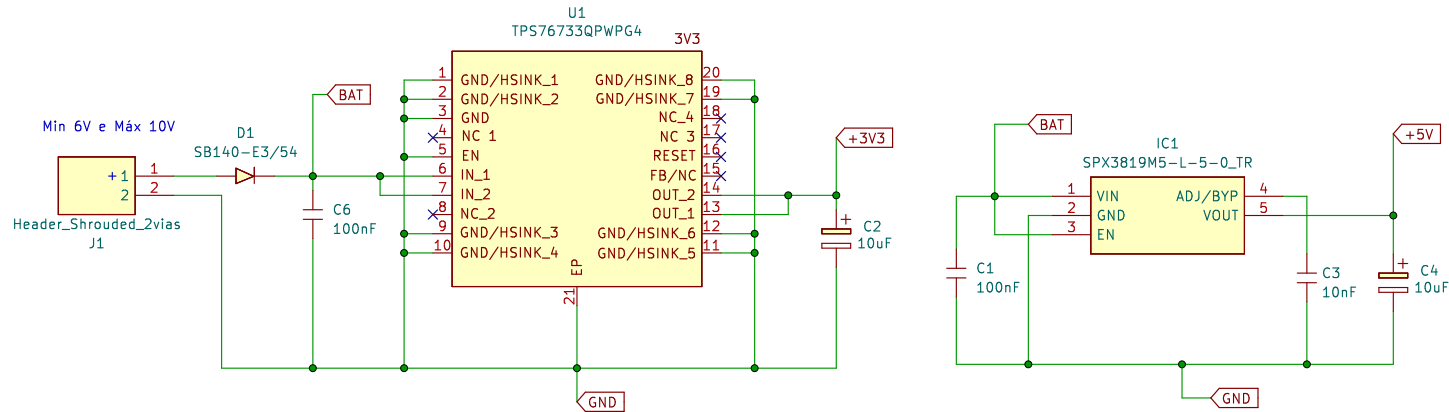 U1
TPS76733QPWPG4
3V3
1 GND/HSINK_1
2 GND/HSINK_2
3 GND
4 NC_1
5 EN
6 IN_1
7 IN_2
8 NC_2
9 GND/HSINK_3
10 GND/HSINK_4
GND/HSINK_8 20
GND/HSINK_7 19
NC_4 18
NC_3 17
RESET 16
FB/NC 15
OUT_2 14
OUT_1 13
GND/HSINK_6 12
GND/HSINK_5 11
EP
21
BAT
Min 6V e Máx 10V
D1
SB140-E3/54
+ 1 1
2 2
Header_Shrouded_2vias
J1
C6
100nF
+3V3
+
C2
10uF
GND
BAT
IC1
SPX3819M5-L-5-0_TR
1 VIN
2 GND
3 EN
ADJ/BYP 4
VOUT 5
+5V
C1
100nF
C3
10nF
+
C4
10uF
GND